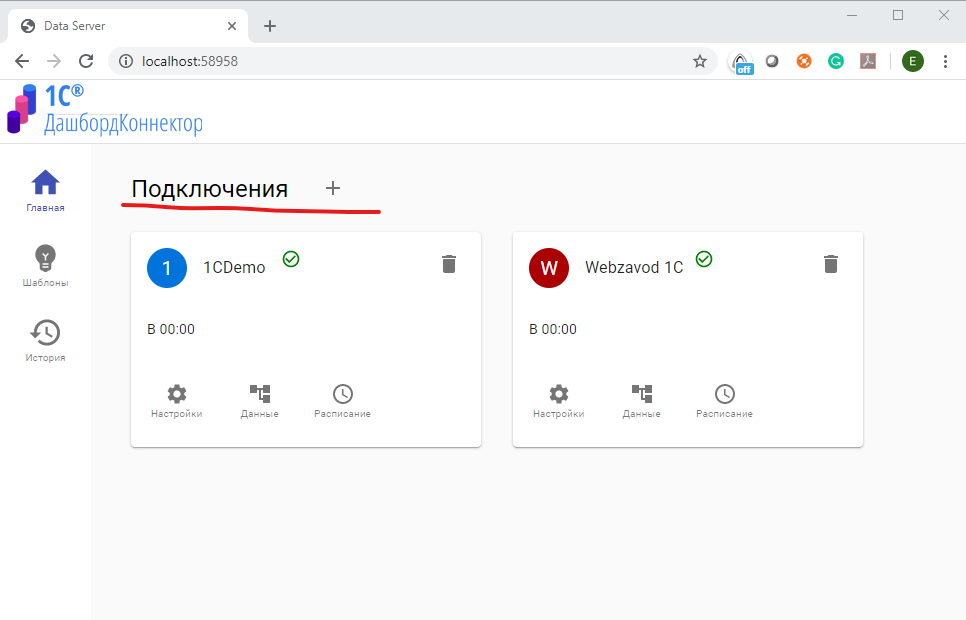 Data Server
localhost:58958
off
E
1C®
ДашбордКоннектор
Главная
Шаблоны
История
Подключения +
1 1CDemo
В 00:00
Настройки Данные Расписание
W Webzavod 1C
В 00:00
Настройки Данные Расписание